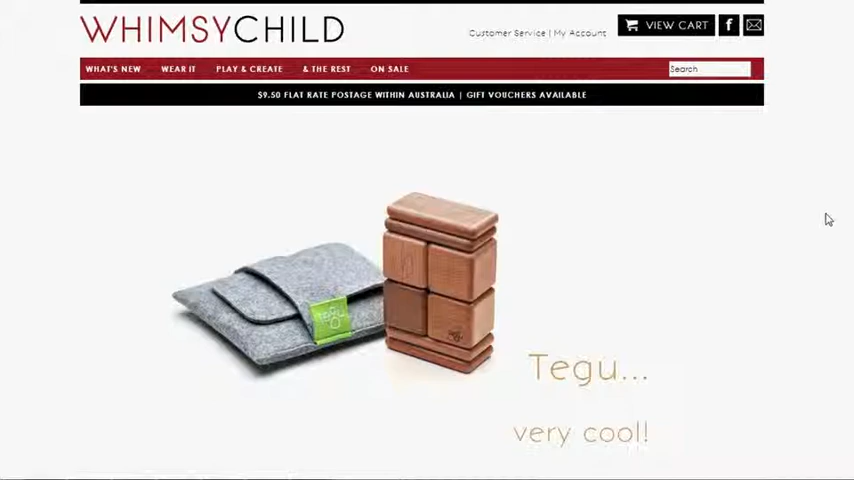 WHIMSYCHILD
Customer Service | My Account
VIEW CART
f
WHAT'S NEW WEAR IT PLAY & CREATE & THE REST ON SALE
Search
$9.50 FLAT RATE POSTAGE WITHIN AUSTRALIA | GIFT VOUCHERS AVAILABLE
TEGU
Tegu...
very cool!